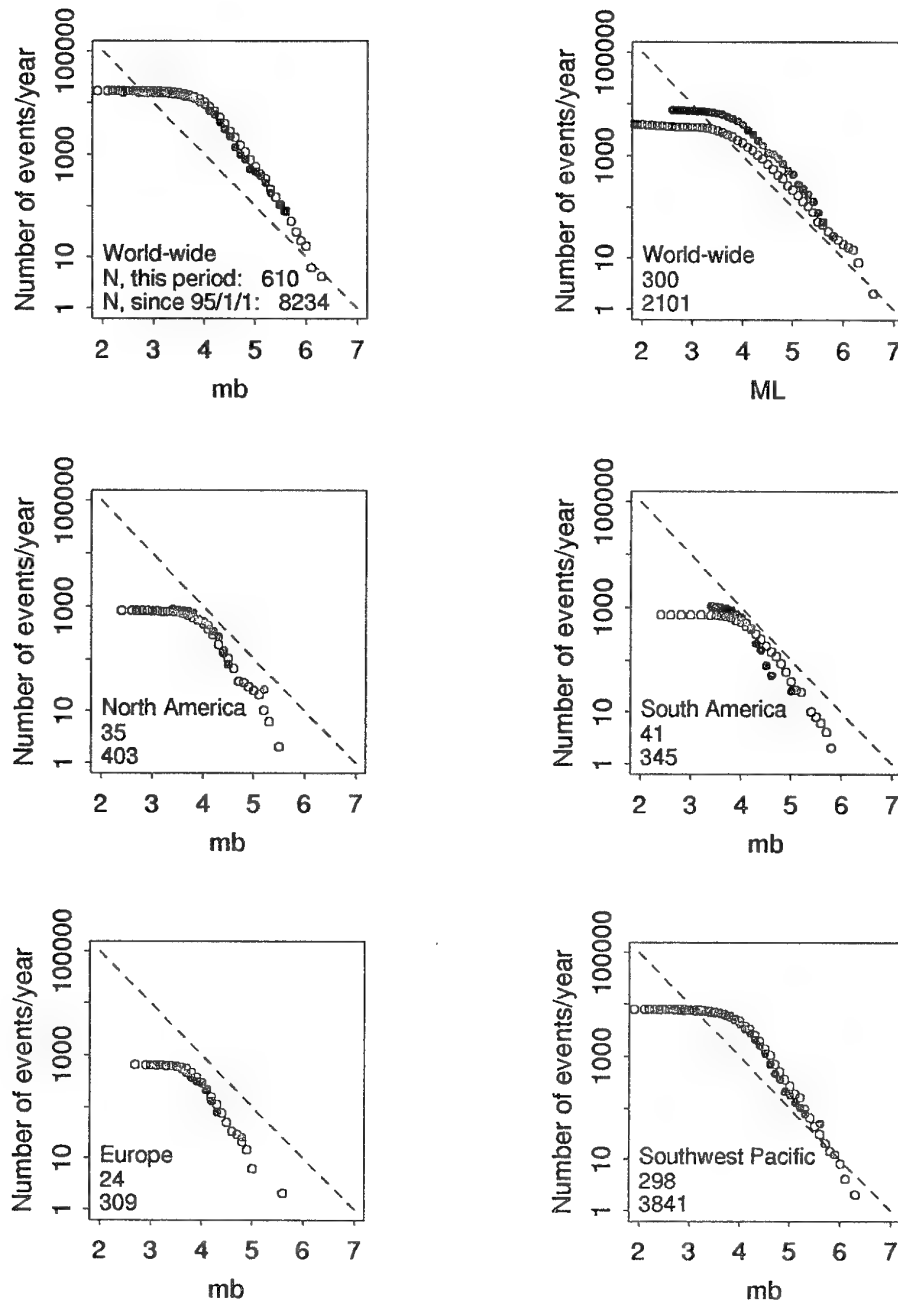 Number of events/year
1 10 1000 100000
World-wide
N, this period: 610
N, since 95/1/1: 8234
2 3 4 5 6 7
mb
Number of events/year
1 10 1000 100000
World-wide
300
2101
2 3 4 5 6 7
ML
Number of events/year
1 10 1000 100000
North America
35
403
2 3 4 5 6 7
mb
Number of events/year
1 10 1000 100000
South America
41
345
2 3 4 5 6 7
mb
Number of events/year
1 10 1000 100000
Europe
24
309
2 3 4 5 6 7
mb
Number of events/year
1 10 1000 100000
Southwest Pacific
298
3841
2 3 4 5 6 7
mb